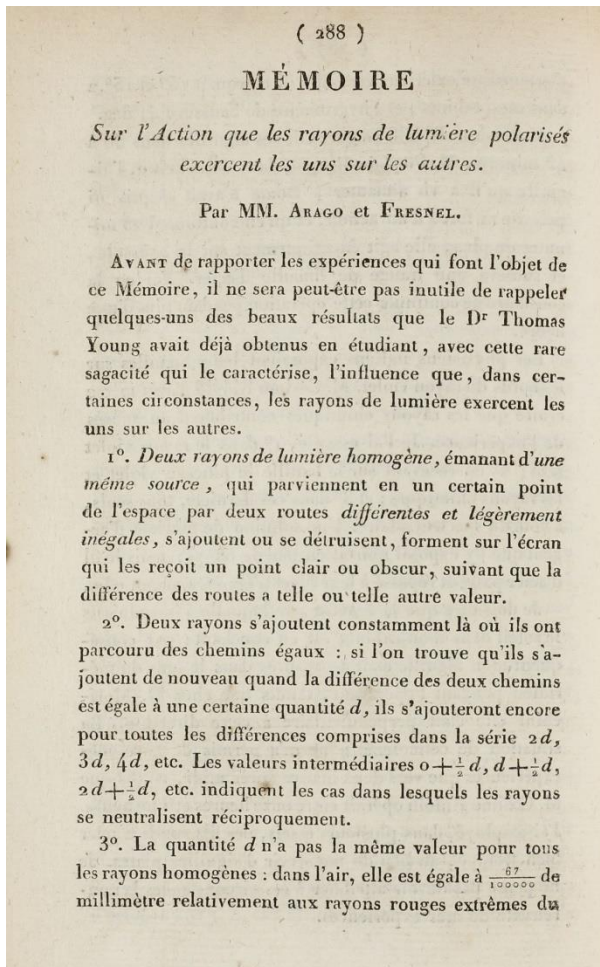 ( 288 )
MÉMOIRE
Sur l'Action que les rayons de lumière polarisés
exercent les uns sur les autres.
Par MM. ARAGO et FRESNEL.
AVANT de rapporter les expériences qui font l'objet de
ce Mémoire, il ne sera peut-être pas inutile de rappeler
quelques-uns des beaux résultats que le Dr Thomas
Young avait déjà obtenus en étudiant, avec cette rare
sagacité qui le caractérise, l'influence que, dans cer-
taines circonstances, les rayons de lumière exercent les
uns sur les autres.
1º. Deux rayons de lumière homogène, émanant d'une
même source, qui parviennent en un certain point
de l'espace par deux routes différentes et légèrement
inégales, s'ajoutent ou se détruisent, forment sur l'écran
qui les reçoit un point clair ou obscur, suivant que la
différence des routes a telle ou telle autre valeur.
2º. Deux rayons s'ajoutent constamment là où ils ont
parcouru des chemins égaux : si l'on trouve qu'ils s'a-
joutent de nouveau quand la différence des deux chemins
est égale à une certaine quantité d, ils s'ajouteront encore
pour toutes les différences comprises dans la série 2d,
3d, 4d, etc. Les valeurs intermédiaires 0+½d, d+½d,
2d+½d, etc. indiquent les cas dans lesquels les rayons
se neutralisent réciproquement.
3º. La quantité d n'a pas la même valeur pour tous
les rayons homogènes : dans l'air, elle est égale à 67/100000 de
millimètre relativement aux rayons rouges extrêmes du